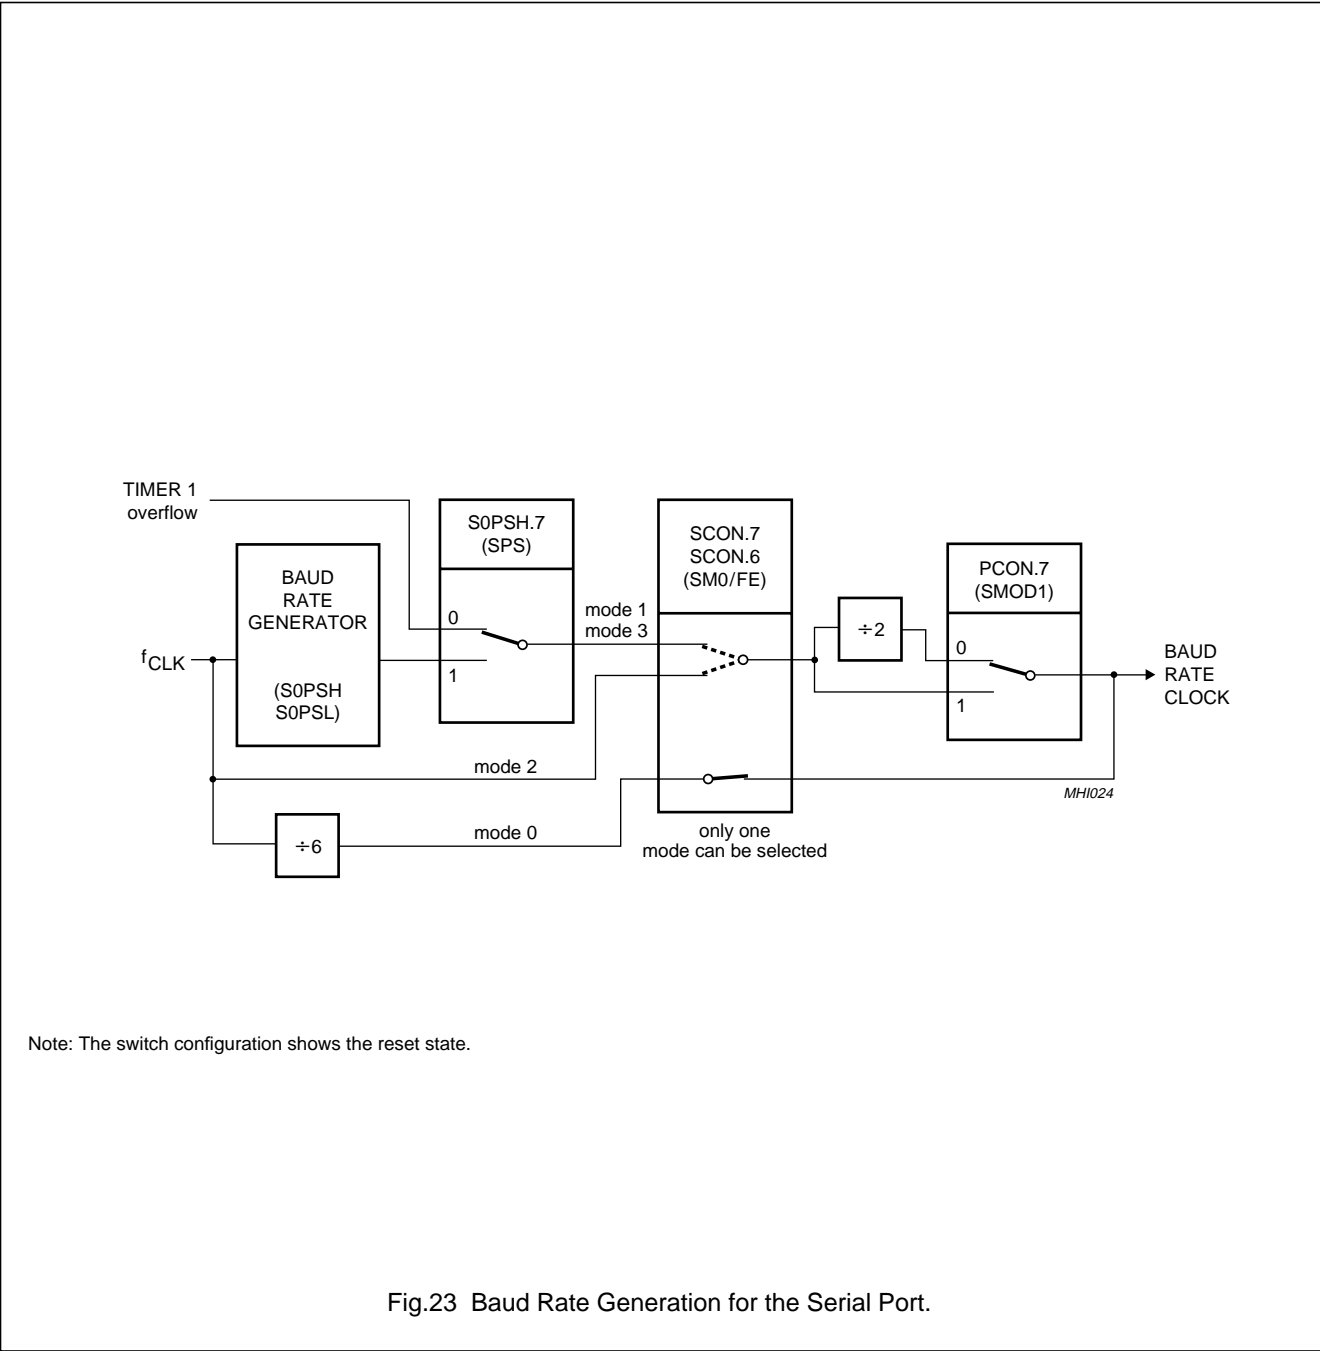 TIMER 1
overflow
BAUD
RATE
GENERATOR
(S0PSH
S0PSL)
fCLK
S0PSH.7
(SPS)
0
1
mode 1
mode 3
mode 2
mode 0
÷6
SCON.7
SCON.6
(SM0/FE)
only one
mode can be selected
÷2
PCON.7
(SMOD1)
0
1
BAUD
RATE
CLOCK
MHI024
Note: The switch configuration shows the reset state.
Fig.23 Baud Rate Generation for the Serial Port.